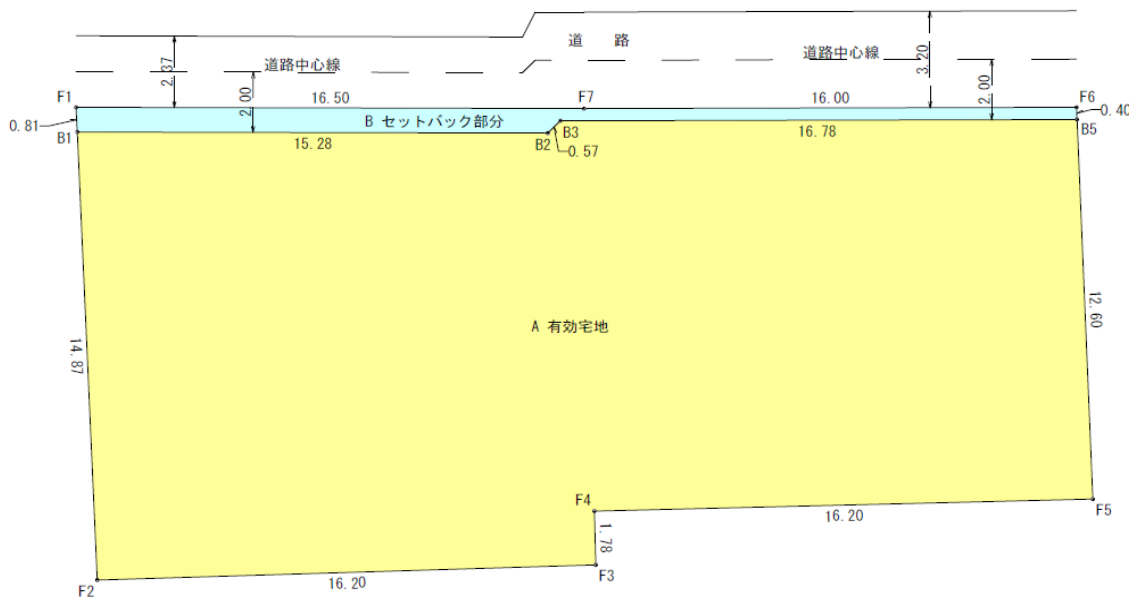 道 路
道路中心線
道路中心線
2.37
2.00
3.20
2.00
F1
16.50
F7
16.00
F6
0.81
B セットバック部分
0.40
B1
15.28
B2
B3
0.57
16.78
B5
14.87
A 有効宅地
12.60
F4
16.20
F5
1.78
F2
16.20
F3